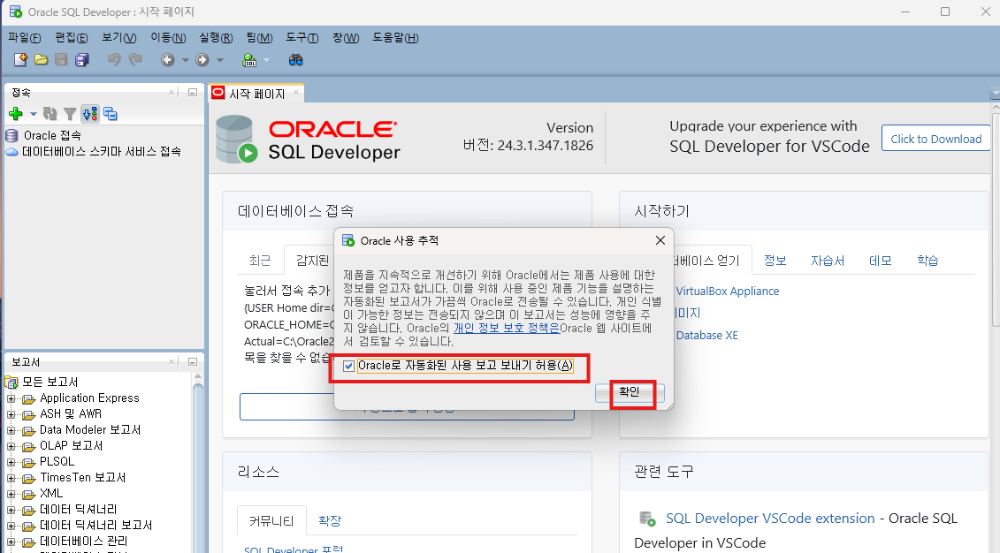 Oracle SQL Developer : 시작 페이지
파일(F) 편집(E) 보기(V) 이동(N) 실행(R) 팀(M) 도구(T) 창(W) 도움말(H)
접속
Oracle 접속
데이터베이스 스키마 서비스 접속
보고서
모든 보고서
Application Express
ASH 및 AWR
Data Modeler 보고서
OLAP 보고서
PLSQL
TimesTen 보고서
XML
데이터 딕셔너리
데이터 딕셔너리 보고서
데이터베이스 관리
시작 페이지
ORACLE
SQL Developer
Version
버전: 24.3.1.347.1826
Upgrade your experience with
SQL Developer for VSCode
Click to Download
데이터베이스 접속
최근 감지된
눌러서 접속 추가
{USER Home dir=
ORACLE_HOME=
Actual=C:\Oracle2
목을 찾을 수 없습
시작하기
베이스 얻기 정보 자습서 데모 학습
VirtualBox Appliance
이미지
Database XE
Oracle 사용 추적
제품을 지속적으로 개선하기 위해 Oracle에서는 제품 사용에 대한
정보를 얻고자 합니다. 이를 위해 사용 중인 제품 기능을 설명하는
자동화된 보고서가 가끔씩 Oracle로 전송될 수 있습니다. 개인 식별
이 가능한 정보는 전송되지 않으며 이 보고서는 성능에 영향을 주
지 않습니다. Oracle의 개인 정보 보호 정책은Oracle 웹 사이트에
서 검토할 수 있습니다.
Oracle로 자동화된 사용 보고 보내기 허용(A)
확인
리소스
커뮤니티 확장
SQL Developer 포럼
관련 도구
SQL Developer VSCode extension - Oracle SQL
Developer in VSCode